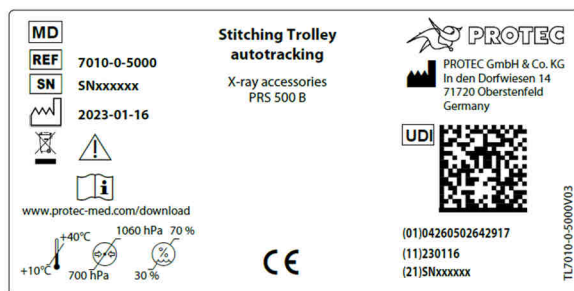 MD
REF 7010-0-5000
SN SNxxxxxx
2023-01-16
www.protec-med.com/download
+10°C +40°C
700 hPa 1060 hPa
30 % % 70 %
Stitching Trolley
autotracking
X-ray accessories
PRS 500 B
CE
PROTEC
PROTEC GmbH & Co. KG
In den Dorfwiesen 14
71720 Oberstenfeld
Germany
UDI
(01)04260502642917
(11)230116
(21)SNxxxxxx
TL7010-0-5000V03